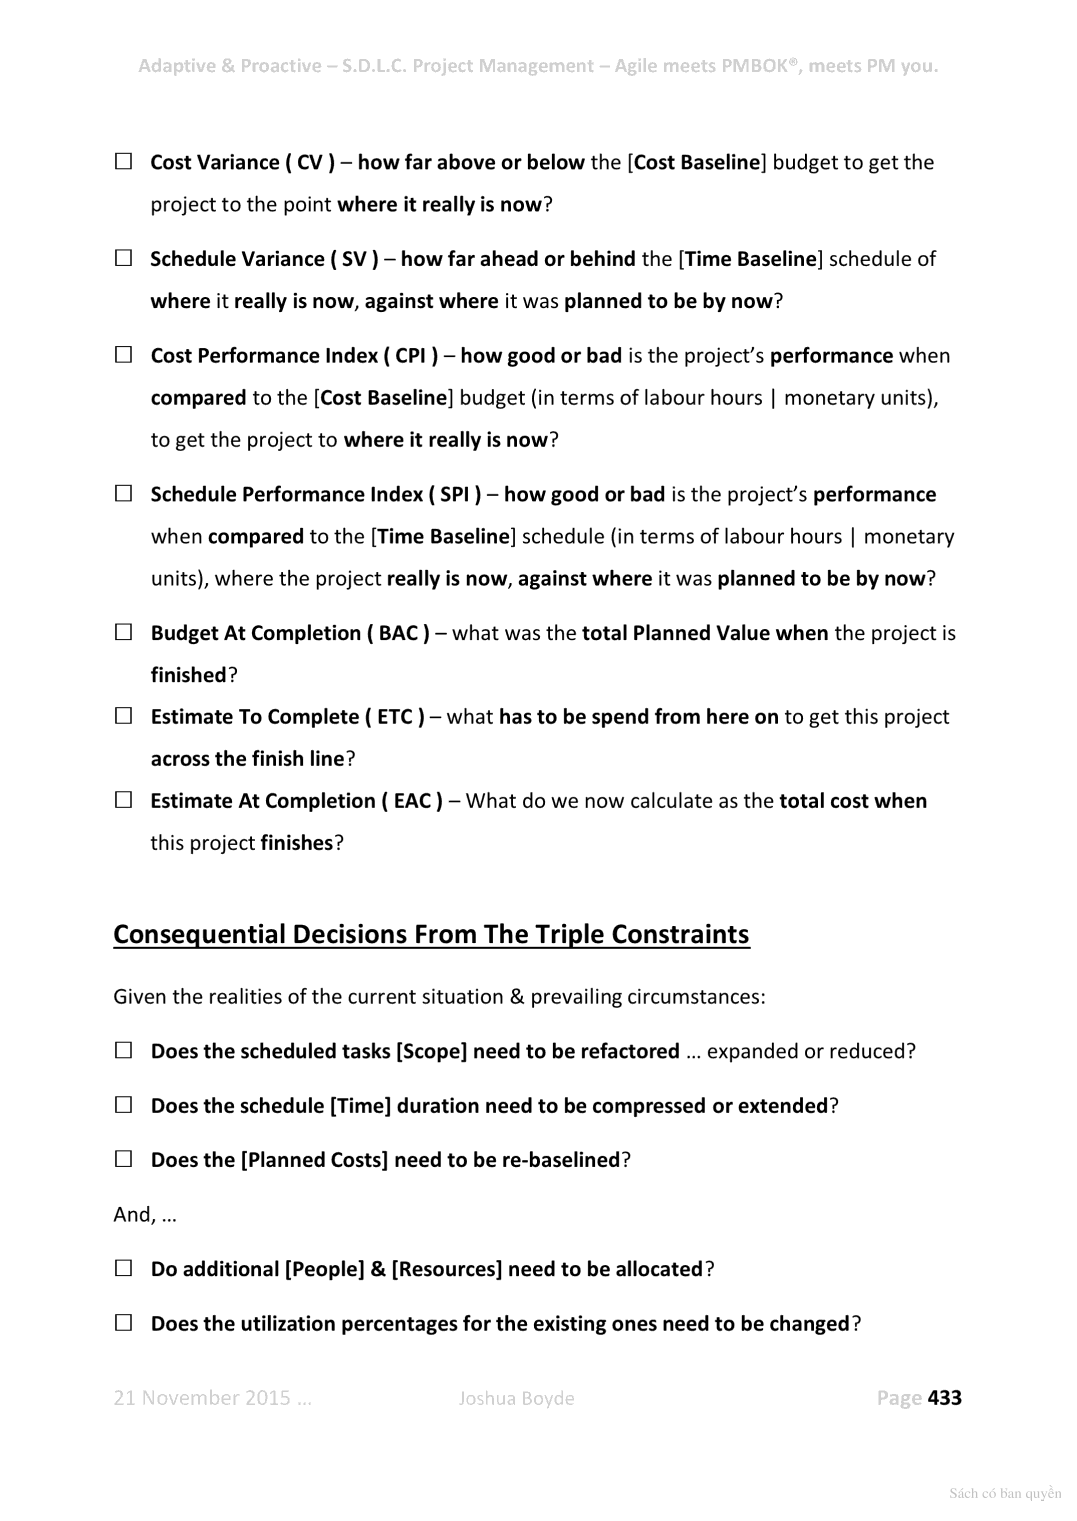 Adaptive & Proactive – S.D.L.C. Project Management – Agile meets PMBOK®, meets PM you.
☐ Cost Variance ( CV ) – how far above or below the [Cost Baseline] budget to get the
project to the point where it really is now?
☐ Schedule Variance ( SV ) – how far ahead or behind the [Time Baseline] schedule of
where it really is now, against where it was planned to be by now?
☐ Cost Performance Index ( CPI ) – how good or bad is the project’s performance when
compared to the [Cost Baseline] budget (in terms of labour hours | monetary units),
to get the project to where it really is now?
☐ Schedule Performance Index ( SPI ) – how good or bad is the project’s performance
when compared to the [Time Baseline] schedule (in terms of labour hours | monetary
units), where the project really is now, against where it was planned to be by now?
☐ Budget At Completion ( BAC ) – what was the total Planned Value when the project is
finished?
☐ Estimate To Complete ( ETC ) – what has to be spend from here on to get this project
across the finish line?
☐ Estimate At Completion ( EAC ) – What do we now calculate as the total cost when
this project finishes?
Consequential Decisions From The Triple Constraints
Given the realities of the current situation & prevailing circumstances:
☐ Does the scheduled tasks [Scope] need to be refactored … expanded or reduced?
☐ Does the schedule [Time] duration need to be compressed or extended?
☐ Does the [Planned Costs] need to be re-baselined?
And, …
☐ Do additional [People] & [Resources] need to be allocated?
☐ Does the utilization percentages for the existing ones need to be changed?
21 November 2015 … Joshua Boyde Page 433
Sách có bản quyền